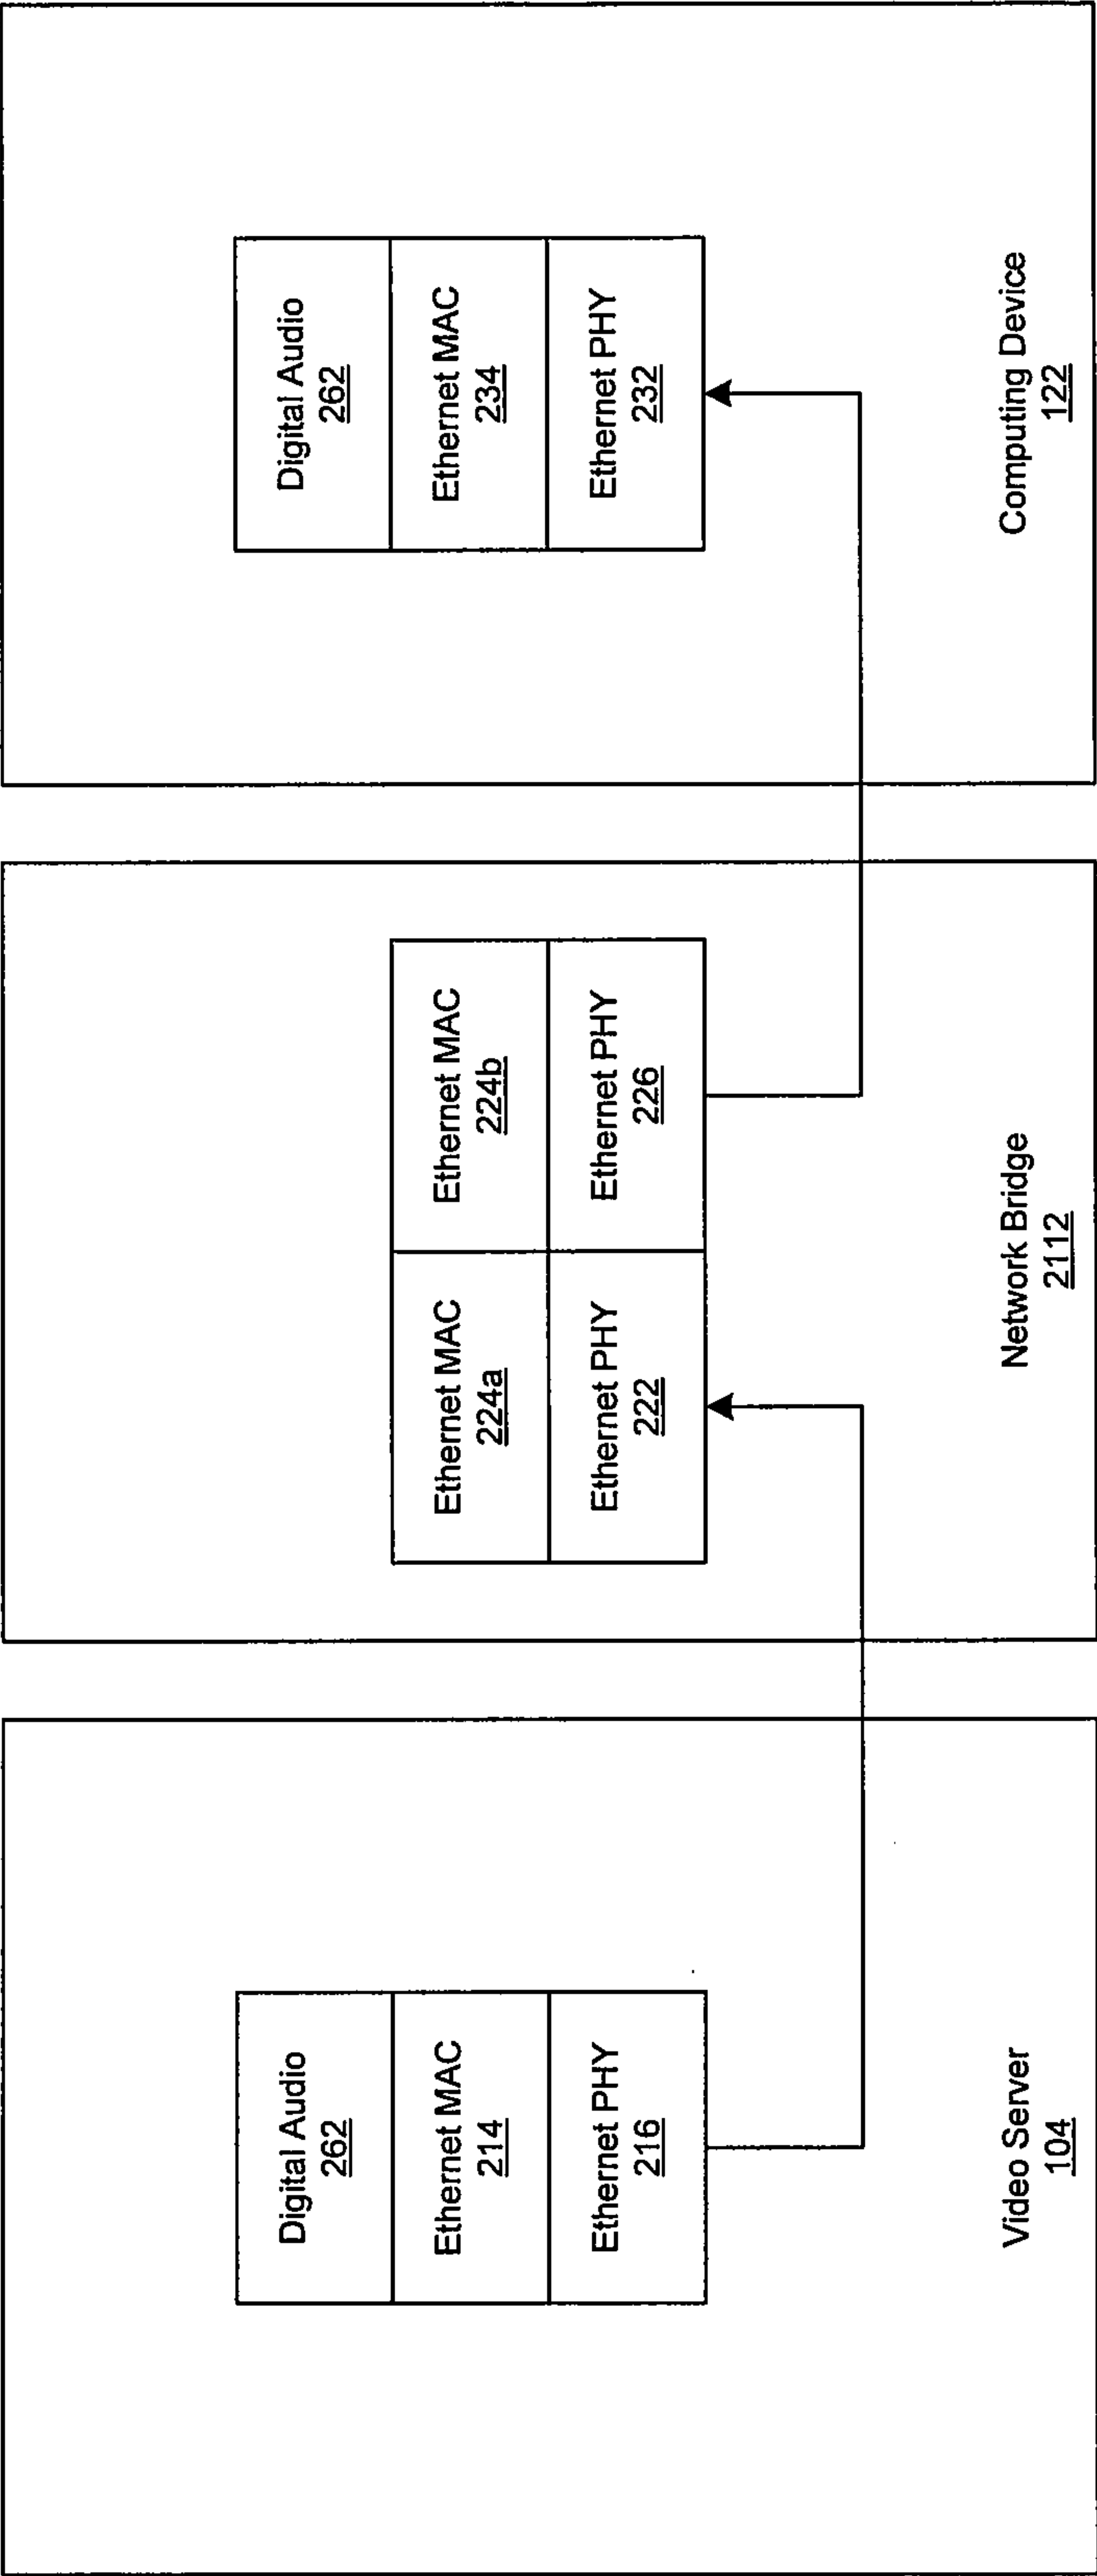 Digital Audio
262
Ethernet MAC
214
Ethernet PHY
216
Video Server
104
Ethernet MAC
224a
Ethernet MAC
224b
Ethernet PHY
222
Ethernet PHY
226
Network Bridge
2112
Digital Audio
262
Ethernet MAC
234
Ethernet PHY
232
Computing Device
122